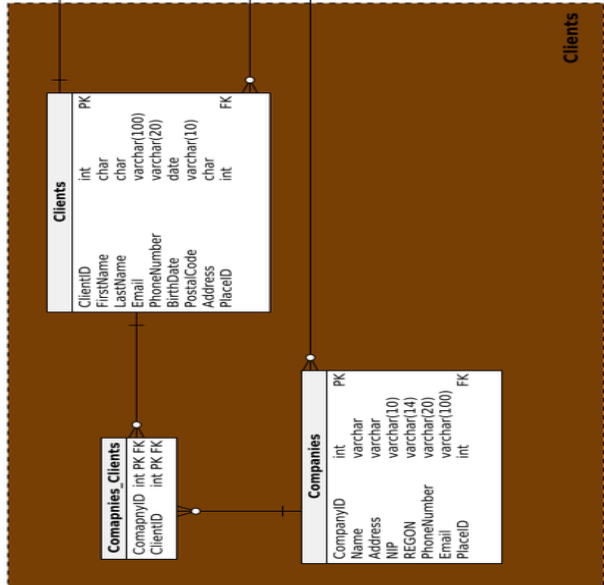 Clients
Clients
ClientID int PK
FirstName char
LastName char
Email varchar(100)
PhoneNumber varchar(20)
BirthDate date
PostalCode varchar(10)
Address char
PlaceID int FK
Comapnies_Clients
ComapnyID int PK FK
ClientID int PK FK
Companies
CompanyID int PK
Name varchar
Address varchar
NIP varchar(10)
REGON varchar(14)
PhoneNumber varchar(20)
Email varchar(100)
PlaceID int FK